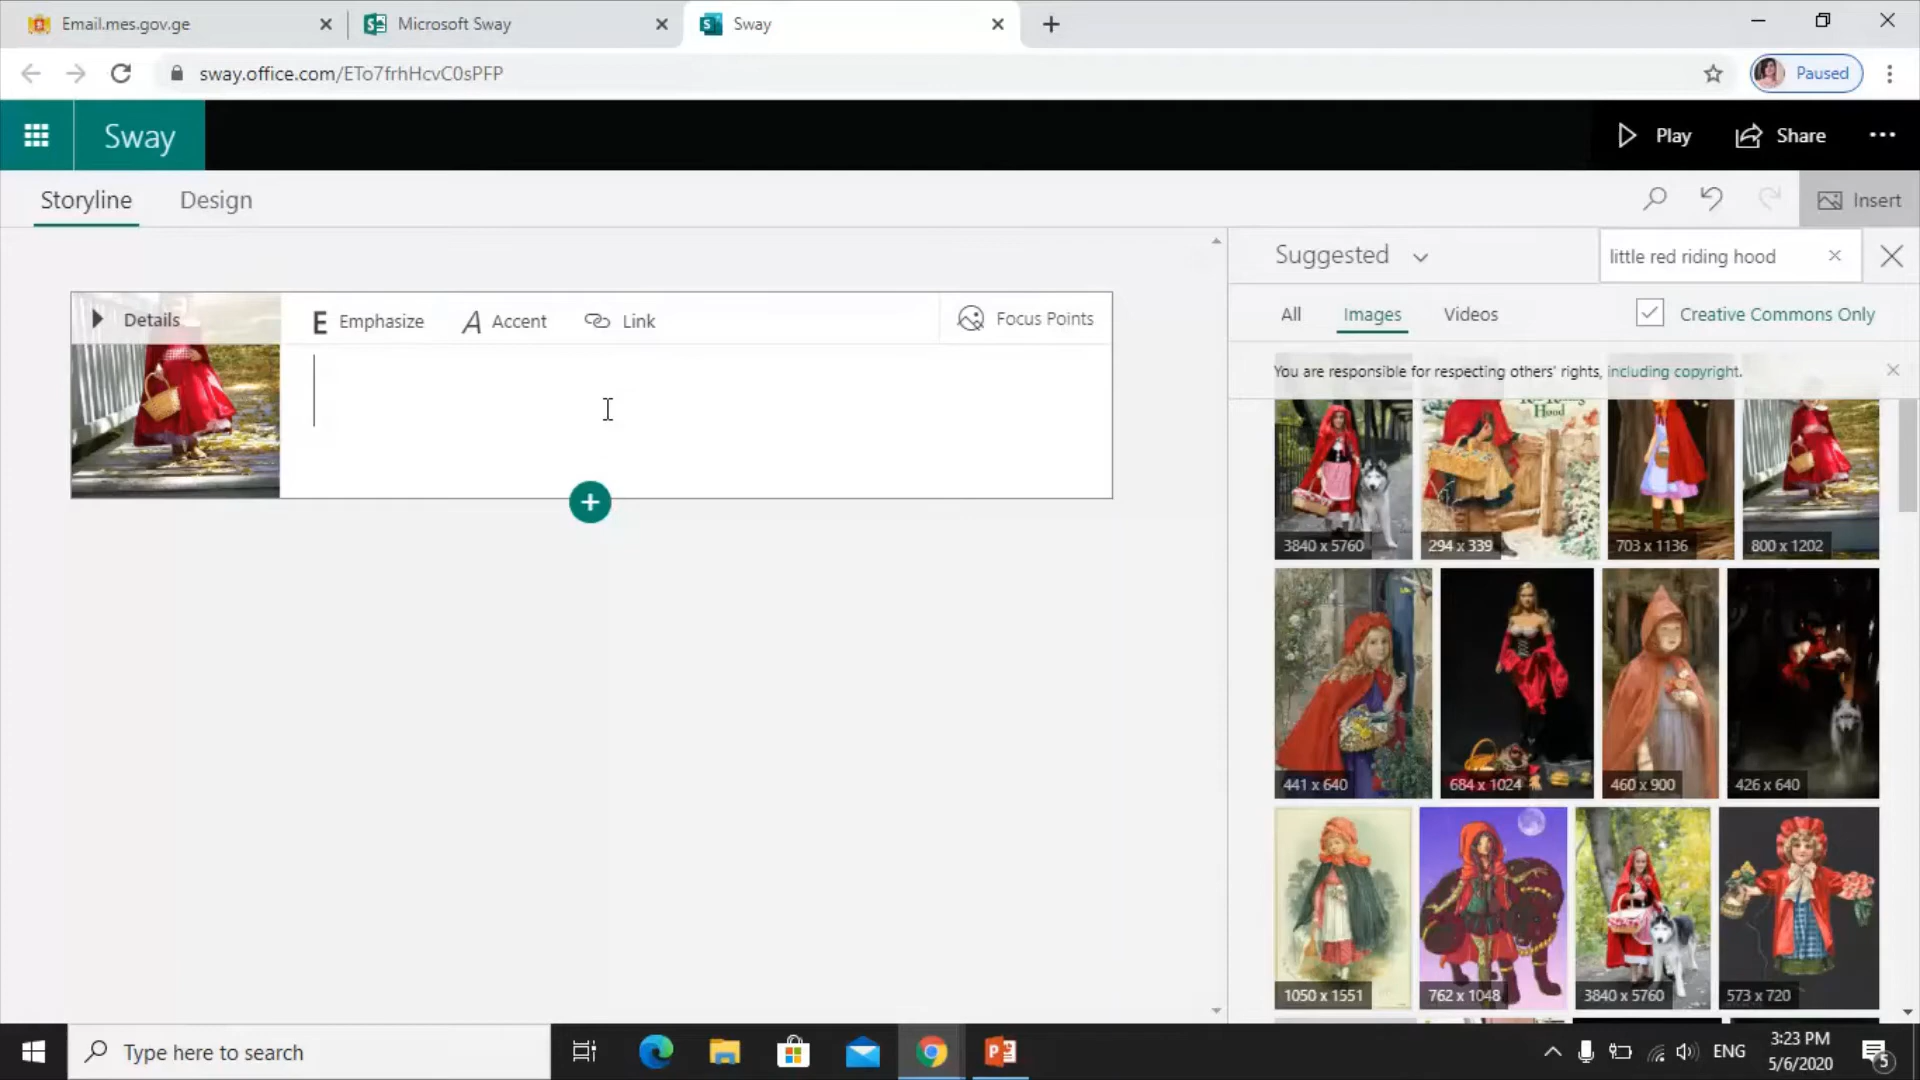 Email.mes.gov.ge
Microsoft Sway
Sway
sway.office.com/ETo7frhHcvC0sPFP
Paused
Sway
Play
Share
Storyline
Design
Insert
Suggested
little red riding hood
Details
E Emphasize
A Accent
Link
Focus Points
All
Images
Videos
Creative Commons Only
You are responsible for respecting others' rights, including copyright.
Hood
3840 x 5760
294 x 339
703 x 1136
800 x 1202
441 x 640
684 x 1024
460 x 900
426 x 640
1050 x 1551
762 x 1048
3840 x 5760
573 x 720
Type here to search
ENG
3:23 PM
5/6/2020
5